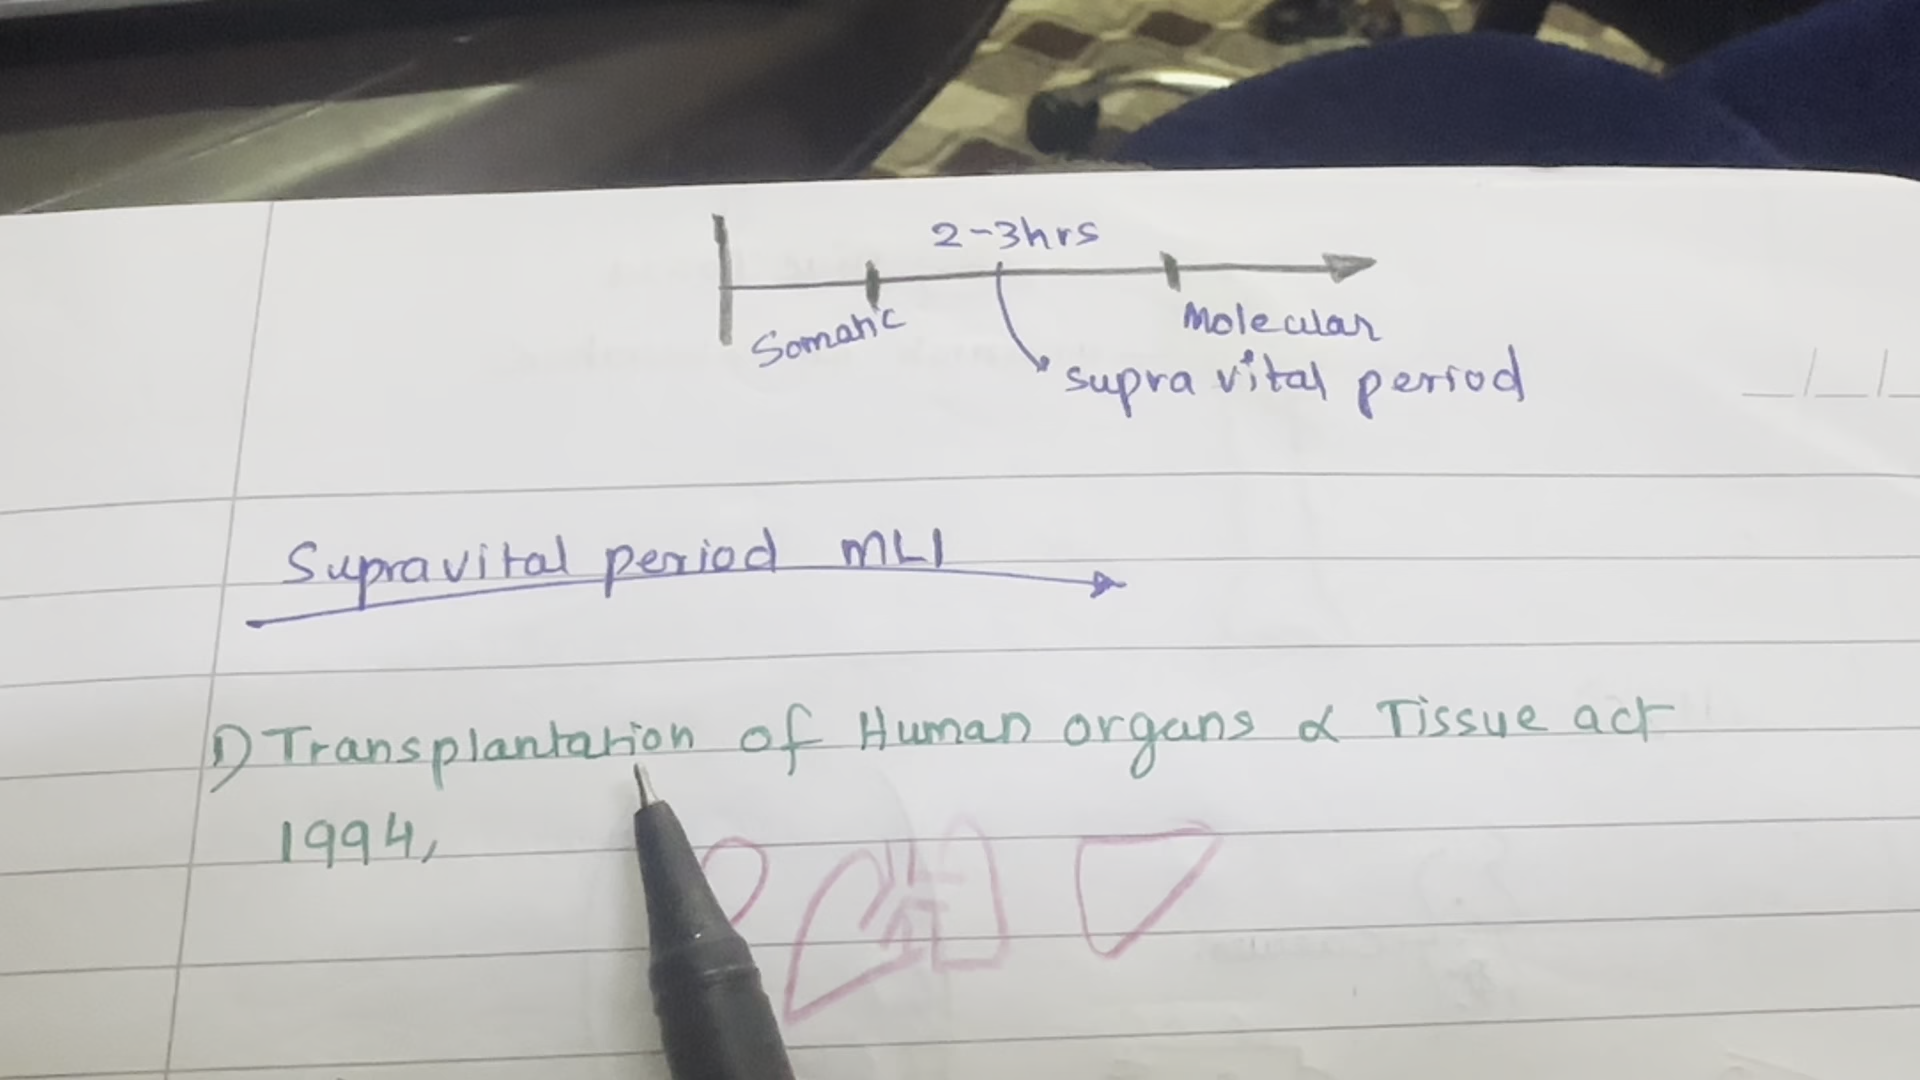 2-3hrs
Somatic
Molecular
supra vital period
Supravital period MLI
1) Transplantation of Human organs & Tissue act
1994,